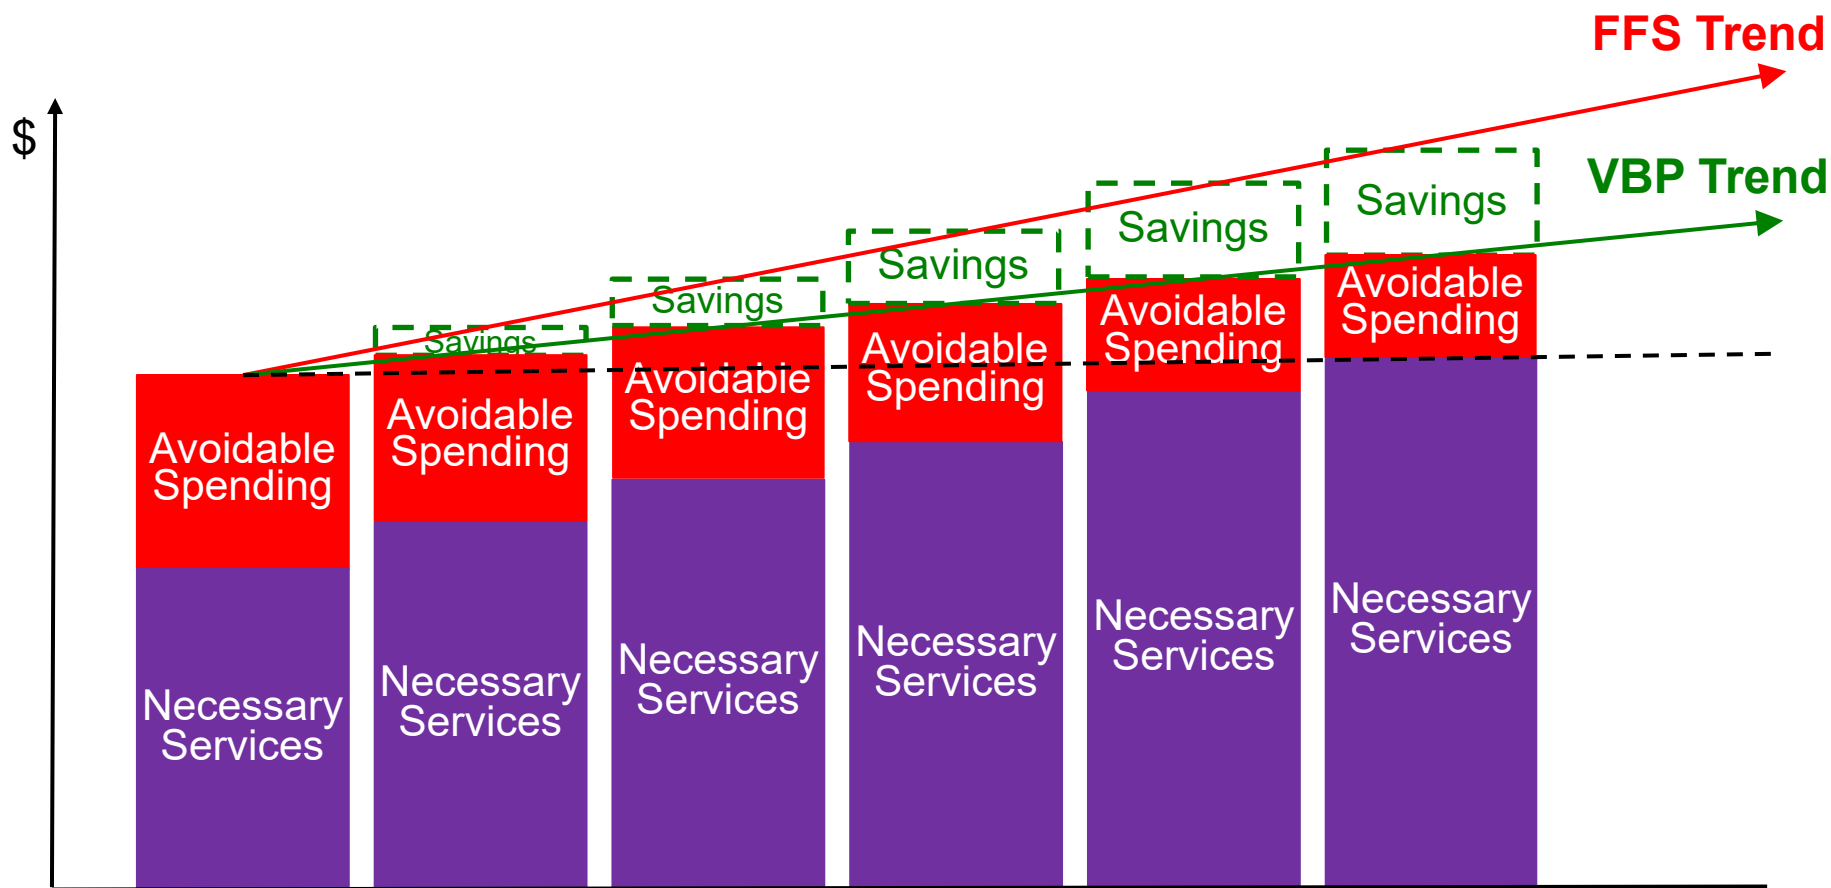 FFS Trend
$
VBP Trend
Savings
Savings
Savings
Savings
Savings
Avoidable
Spending
Avoidable
Spending
Avoidable
Spending
Avoidable
Spending
Avoidable
Spending
Avoidable
Spending
Necessary
Services
Necessary
Services
Necessary
Services
Necessary
Services
Necessary
Services
Necessary
Services